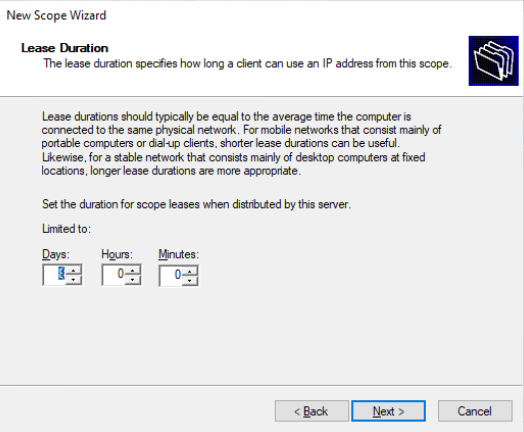 New Scope Wizard
Lease Duration
The lease duration specifies how long a client can use an IP address from this scope.
Lease durations should typically be equal to the average time the computer is
connected to the same physical network. For mobile networks that consist mainly of
portable computers or dial-up clients, shorter lease durations can be useful.
Likewise, for a stable network that consists mainly of desktop computers at fixed
locations, longer lease durations are more appropriate.
Set the duration for scope leases when distributed by this server.
Limited to:
Days: Hours: Minutes:
8 0 0
< Back Next > Cancel